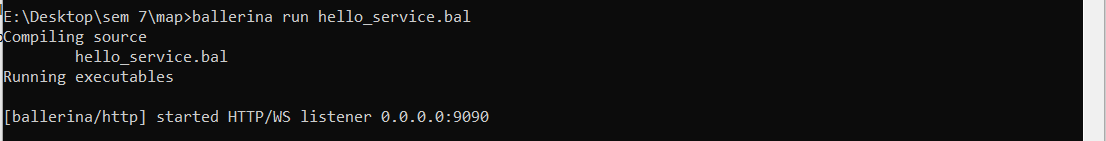 E:\Desktop\sem 7\map>ballerina run hello_service.bal
Compiling source
        hello_service.bal
Running executables

[ballerina/http] started HTTP/WS listener 0.0.0.0:9090